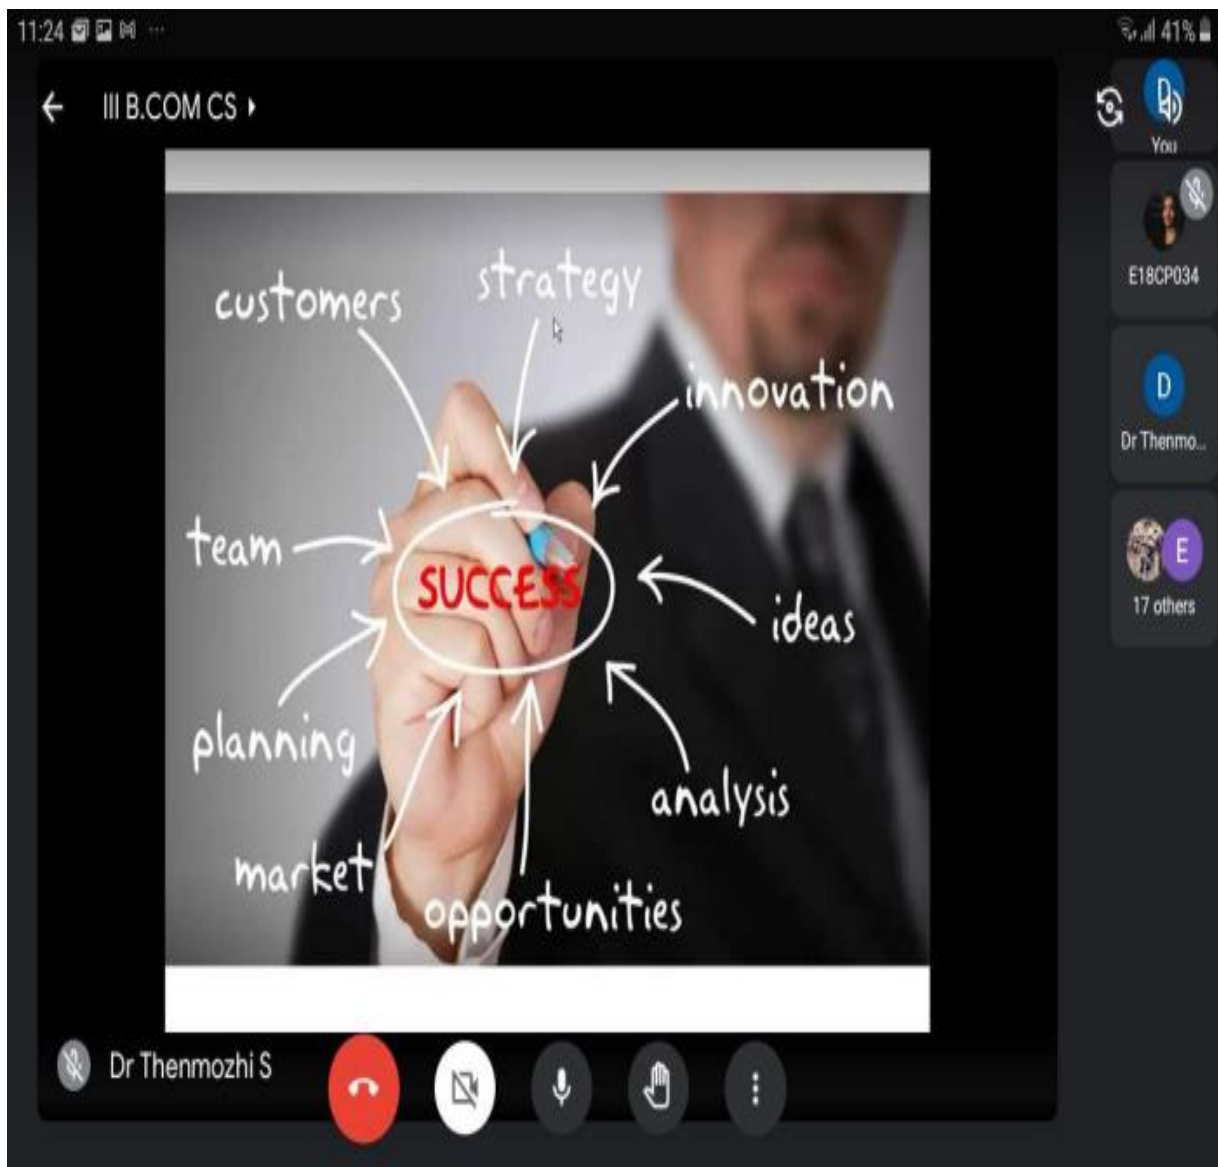 11:24
41%
III B.COM CS
You
E18CP034
D
Dr Thenmo...
E
17 others
customers
strategy
innovation
team
SUCCESS
ideas
planning
analysis
market
opportunities
Dr Thenmozhi S